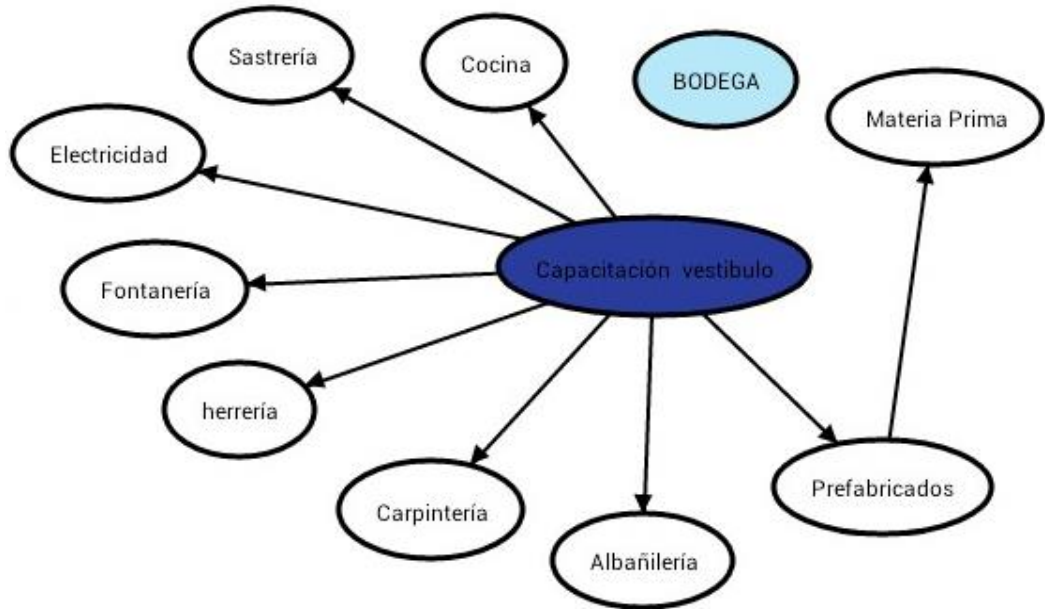 Sastrería
Cocina
BODEGA
Materia Prima
Electricidad
Capacitación vestibulo
Fontanería
herrería
Carpintería
Prefabricados
Albañilería